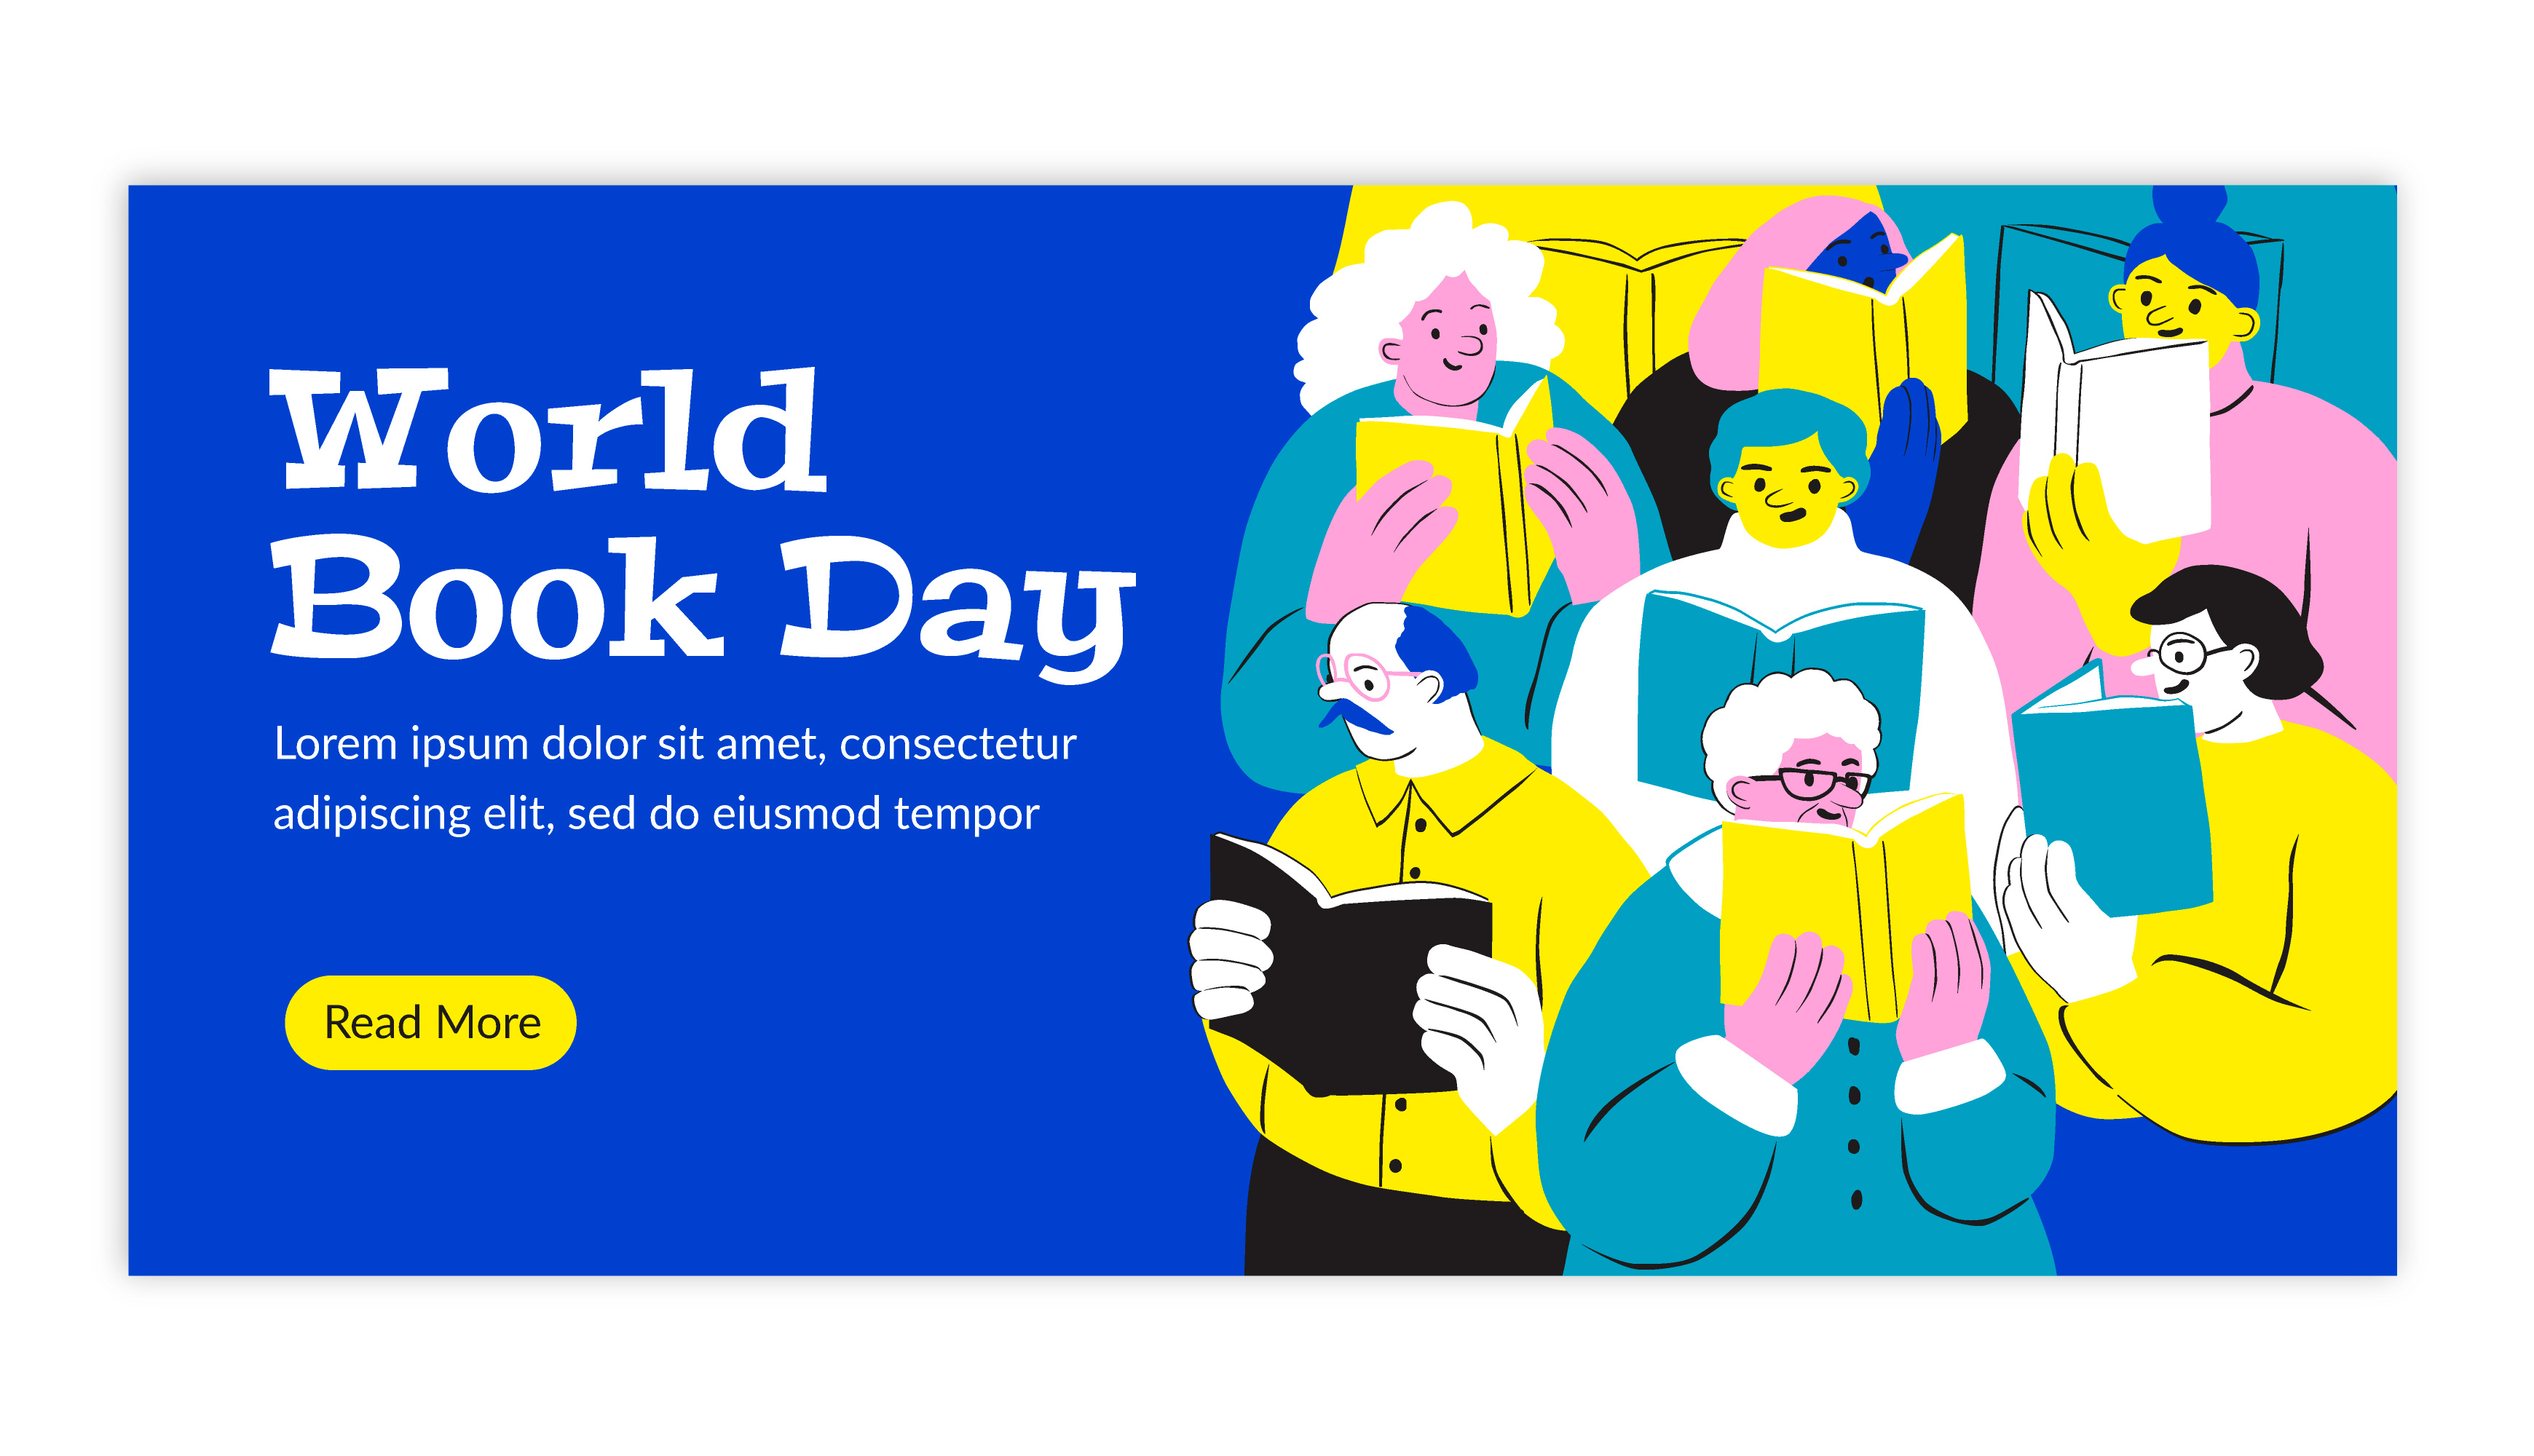 World
Book Day
Lorem ipsum dolor sit amet, consectetur
adipiscing elit, sed do eiusmod tempor
Read More